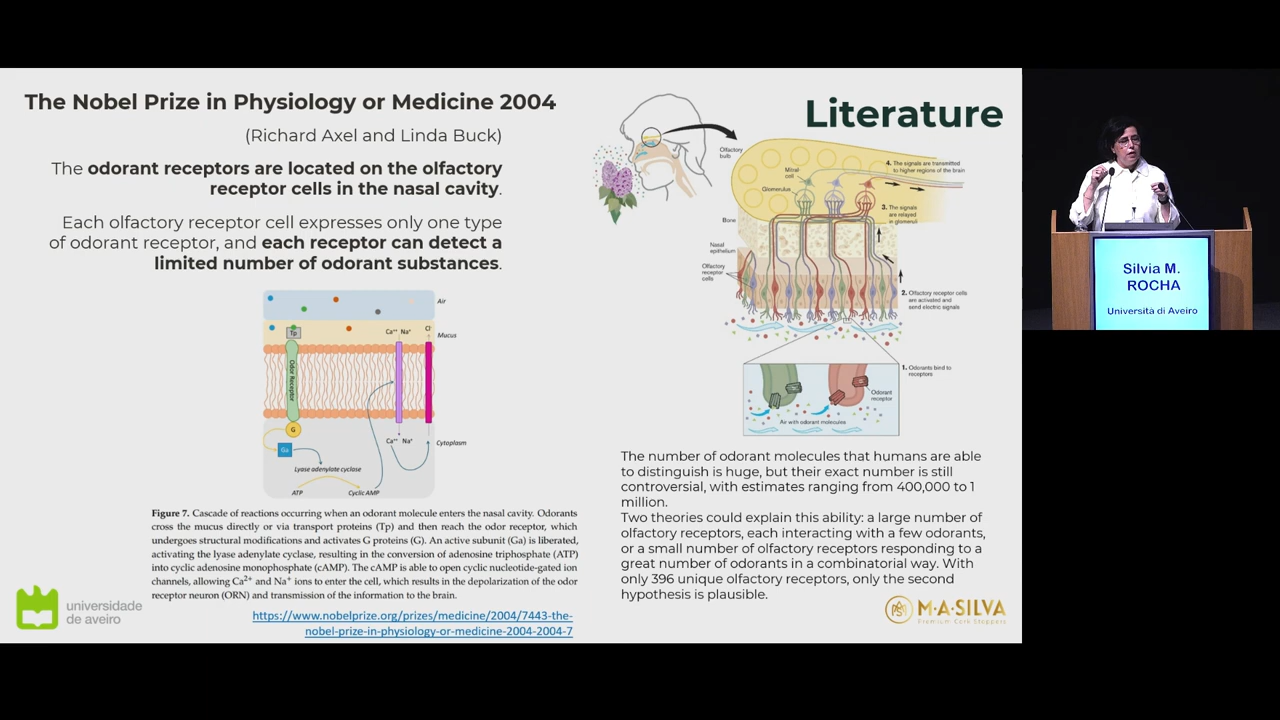 The Nobel Prize in Physiology or Medicine 2004
(Richard Axel and Linda Buck)
The odorant receptors are located on the olfactory
receptor cells in the nasal cavity.
Each olfactory receptor cell expresses only one type
of odorant receptor, and each receptor can detect a
limited number of odorant substances.
Air
Tp
Ca⁺⁺ Na⁺
Cl⁻
Mucus
Odor Receptor
G
Ga
Ca⁺⁺ Na⁺
Cytoplasm
Lyase adenylate cyclase
ATP
Cyclic AMP
Figure 7. Cascade of reactions occurring when an odorant molecule enters the nasal cavity. Odorants
cross the mucus directly or via transport proteins (Tp) and then reach the odor receptor, which
undergoes structural modifications and activates G proteins (G). An active subunit (Ga) is liberated,
activating the lyase adenylate cyclase, resulting in the conversion of adenosine triphosphate (ATP)
into cyclic adenosine monophosphate (cAMP). The cAMP is able to open cyclic nucleotide-gated ion
channels, allowing Ca²⁺ and Na⁺ ions to enter the cell, which results in the depolarization of the odor
receptor neuron (ORN) and transmission of the information to the brain.
universidade
de aveiro
https://www.nobelprize.org/prizes/medicine/2004/7443-the-
nobel-prize-in-physiology-or-medicine-2004-2004-7
Literature
Olfactory
bulb
Mitral
cell
Glomerulus
4. The signals are transmitted
to higher regions of the brain
3. The signals
are relayed
in glomeruli
Bone
Nasal
epithelium
Olfactory
receptor
cells
2. Olfactory receptor cells
are activated and
send electric signals
1. Odorants bind to
receptors
Odorant
receptor
Air with odorant molecules
The number of odorant molecules that humans are able
to distinguish is huge, but their exact number is still
controversial, with estimates ranging from 400,000 to 1
million.
Two theories could explain this ability: a large number of
olfactory receptors, each interacting with a few odorants,
or a small number of olfactory receptors responding to a
great number of odorants in a combinatorial way. With
only 396 unique olfactory receptors, only the second
hypothesis is plausible.
M·A·SILVA
Premium Cork Stoppers
Silvia M.
ROCHA
Università di Aveiro